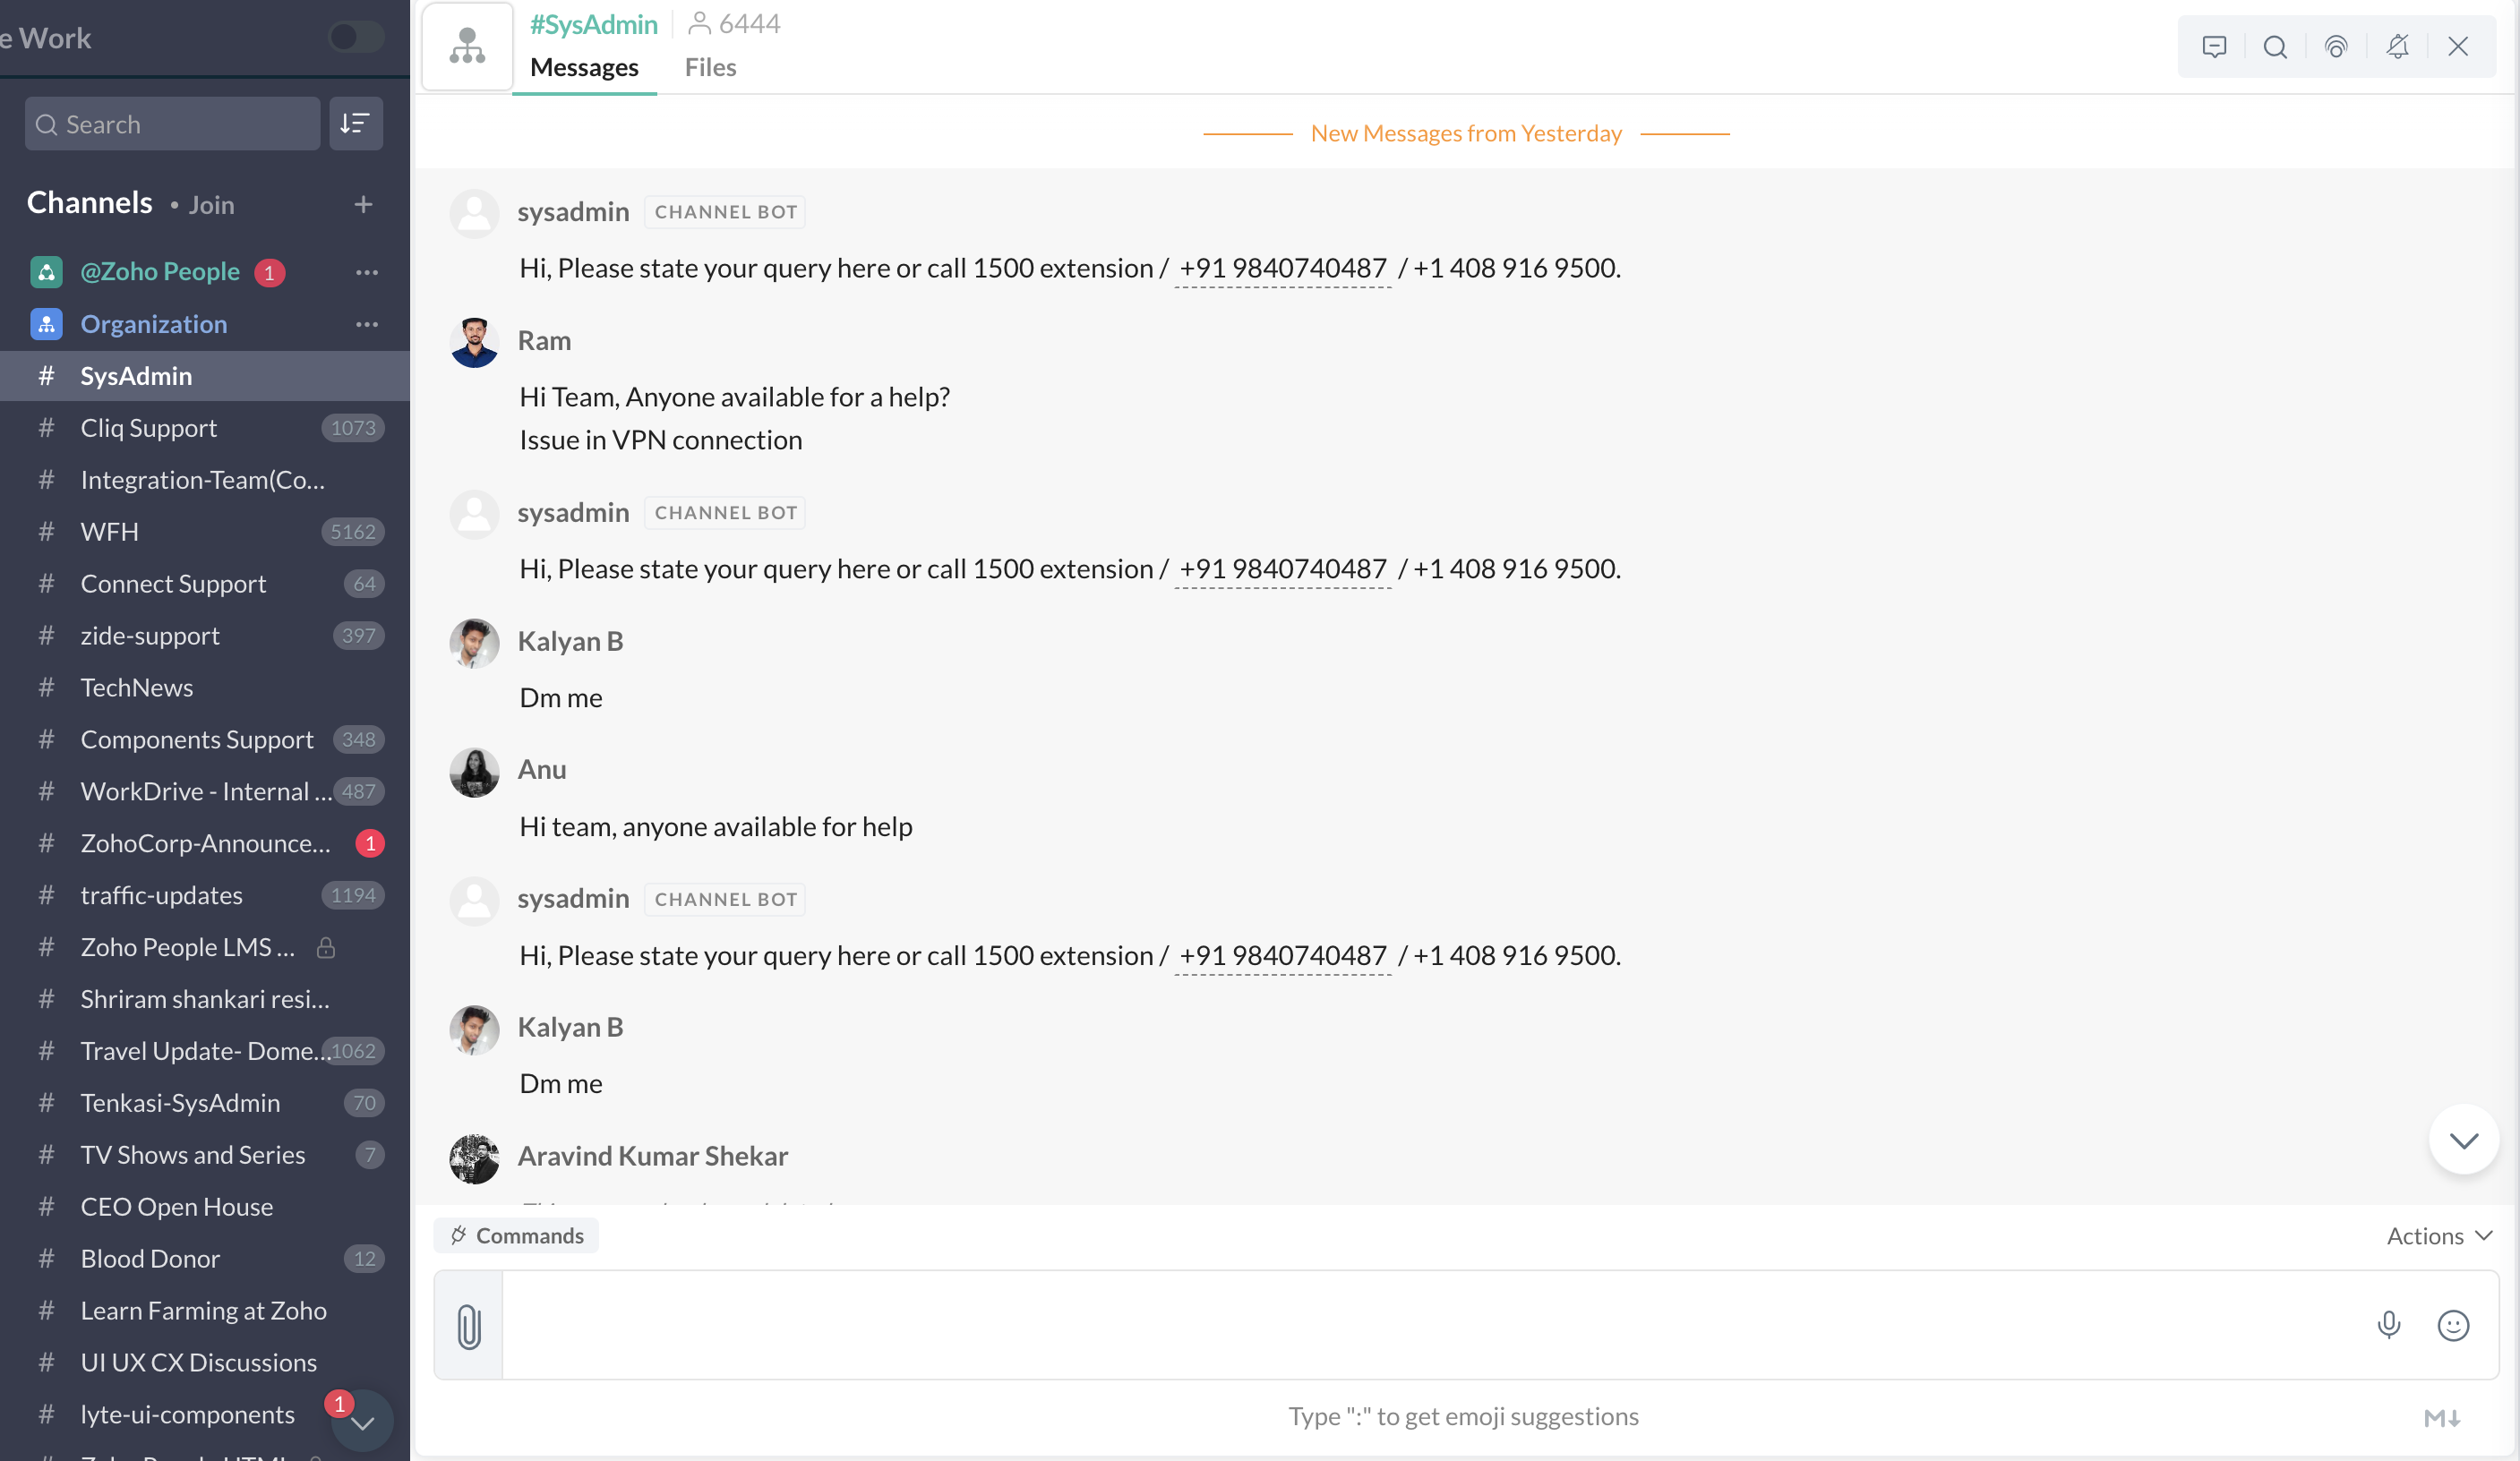 e Work
Search
Channels • Join +
@Zoho People 1
Organization
# SysAdmin
# Cliq Support 1073
# Integration-Team(Co...
# WFH 5162
# Connect Support 64
# zide-support 397
# TechNews
# Components Support 348
# WorkDrive - Internal ... 487
# ZohoCorp-Announce... 1
# traffic-updates 1194
# Zoho People LMS ...
# Shriram shankari resi...
# Travel Update- Dome... 1062
# Tenkasi-SysAdmin 70
# TV Shows and Series 7
# CEO Open House
# Blood Donor 12
# Learn Farming at Zoho
# UI UX CX Discussions
# lyte-ui-components 1
#SysAdmin 6444
Messages Files
New Messages from Yesterday
sysadmin CHANNEL BOT
Hi, Please state your query here or call 1500 extension / +91 9840740487 / +1 408 916 9500.
Ram
Hi Team, Anyone available for a help?
Issue in VPN connection
sysadmin CHANNEL BOT
Hi, Please state your query here or call 1500 extension / +91 9840740487 / +1 408 916 9500.
Kalyan B
Dm me
Anu
Hi team, anyone available for help
sysadmin CHANNEL BOT
Hi, Please state your query here or call 1500 extension / +91 9840740487 / +1 408 916 9500.
Kalyan B
Dm me
Aravind Kumar Shekar
Commands
Actions
Type ":" to get emoji suggestions
M↓